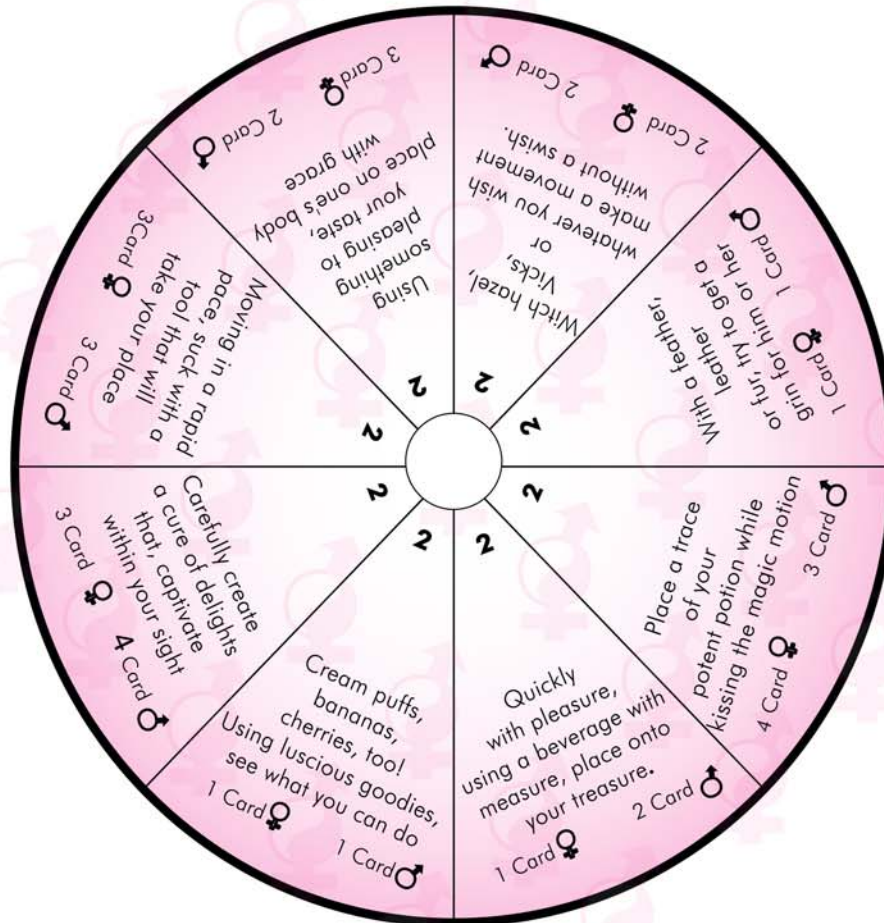 Witch hazel,
Vicks,
or
whatever you wish
make a movement
without a swish.
2 Card
2 Card
2
With a feather,
leather
or fur, try to get a
grin for him or her
1 Card
1 Card
2
Place a trace
of your
potent potion while
kissing the magic motion
4 Card
3 Card
2
Quickly
with pleasure,
using a beverage with
measure, place onto
your treasure.
1 Card
2 Card
2
Cream puffs,
bananas,
cherries, too!
Using luscious goodies,
see what you can do
1 Card
1 Card
2
Carefully create
a cure of delights
that, captivate
within your sight
3 Card
4 Card
2
Moving in a rapid
pace, suck with a
tool that will
take your place
3Card
3 Card
2
Using
something
pleasing to
your taste,
place on one's body
with grace
3 Card
2 Card
2